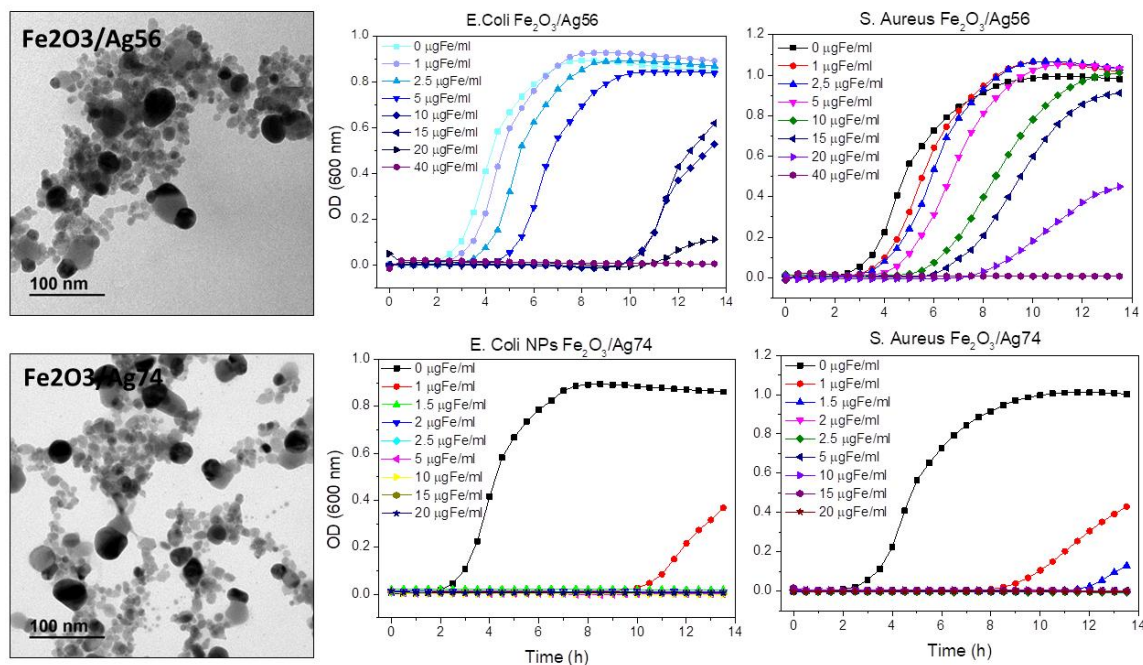 Fe2O3/Ag56
100 nm
E.Coli Fe₂O₃/Ag56
OD (600 nm)
1.0
0.8
0.6
0.4
0.2
0.0
0 µgFe/ml
1 µgFe/ml
2.5 µgFe/ml
5 µgFe/ml
10 µgFe/ml
15 µgFe/ml
20 µgFe/ml
40 µgFe/ml
0 2 4 6 8 10 12 14
S. Aureus Fe₂O₃/Ag56
1.2
1.0
0.8
0.6
0.4
0.2
0.0
0 µgFe/ml
1 µgFe/ml
2,5 µgFe/ml
5 µgFe/ml
10 µgFe/ml
15 µgFe/ml
20 µgFe/ml
40 µgFe/ml
0 2 4 6 8 10 12 14
Fe2O3/Ag74
100 nm
E. Coli NPs Fe₂O₃/Ag74
OD (600 nm)
1.0
0.8
0.6
0.4
0.2
0.0
0 µgFe/ml
1 µgFe/ml
1.5 µgFe/ml
2 µgFe/ml
2.5 µgFe/ml
5 µgFe/ml
10 µgFe/ml
15 µgFe/ml
20 µgFe/ml
0 2 4 6 8 10 12 14
Time (h)
S. Aureus Fe₂O₃/Ag74
1.2
1.0
0.8
0.6
0.4
0.2
0.0
0 µgFe/ml
1 µgFe/ml
1.5 µgFe/ml
2 µgFe/ml
2.5 µgFe/ml
5 µgFe/ml
10 µgFe/ml
15 µgFe/ml
20 µgFe/ml
0 2 4 6 8 10 12 14
Time (h)